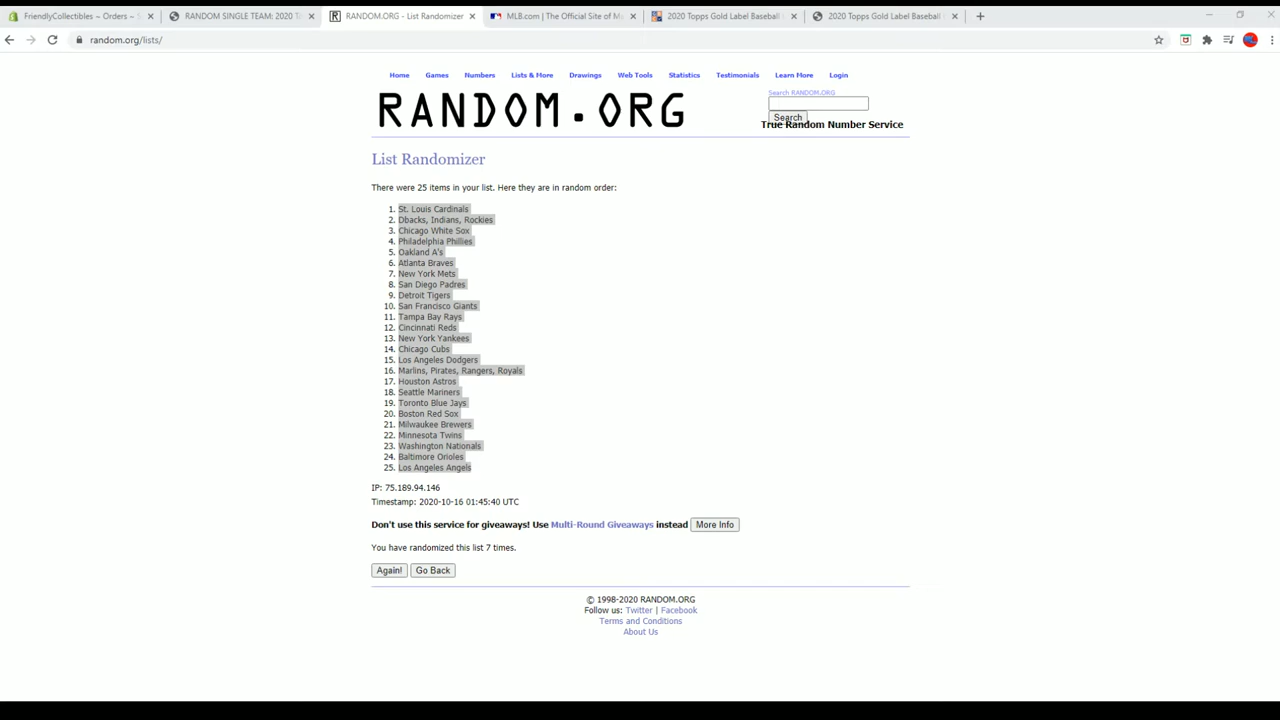 FriendlyCollectibles ~ Orders ~ S
RANDOM SINGLE TEAM: 2020 T
RANDOM.ORG - List Randomizer
MLB.com | The Official Site of M
2020 Topps Gold Label Baseball
2020 Topps Gold Label Baseball
random.org/lists/
Home Games Numbers Lists & More Drawings Web Tools Statistics Testimonials Learn More Login
RANDOM.ORG
Search RANDOM.ORG
Search
True Random Number Service
List Randomizer
There were 25 items in your list. Here they are in random order:
1. St. Louis Cardinals
2. Dbacks, Indians, Rockies
3. Chicago White Sox
4. Philadelphia Phillies
5. Oakland A's
6. Atlanta Braves
7. New York Mets
8. San Diego Padres
9. Detroit Tigers
10. San Francisco Giants
11. Tampa Bay Rays
12. Cincinnati Reds
13. New York Yankees
14. Chicago Cubs
15. Los Angeles Dodgers
16. Marlins, Pirates, Rangers, Royals
17. Houston Astros
18. Seattle Mariners
19. Toronto Blue Jays
20. Boston Red Sox
21. Milwaukee Brewers
22. Minnesota Twins
23. Washington Nationals
24. Baltimore Orioles
25. Los Angeles Angels
IP: 75.189.94.146
Timestamp: 2020-10-16 01:45:40 UTC
Don't use this service for giveaways! Use Multi-Round Giveaways instead More Info
You have randomized this list 7 times.
Again! Go Back
© 1998-2020 RANDOM.ORG
Follow us: Twitter | Facebook
Terms and Conditions
About Us